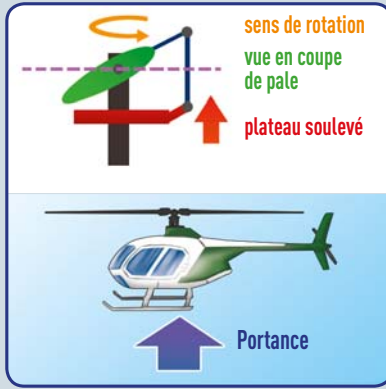 sens de rotation
vue en coupe
de pale
plateau soulevé
Portance